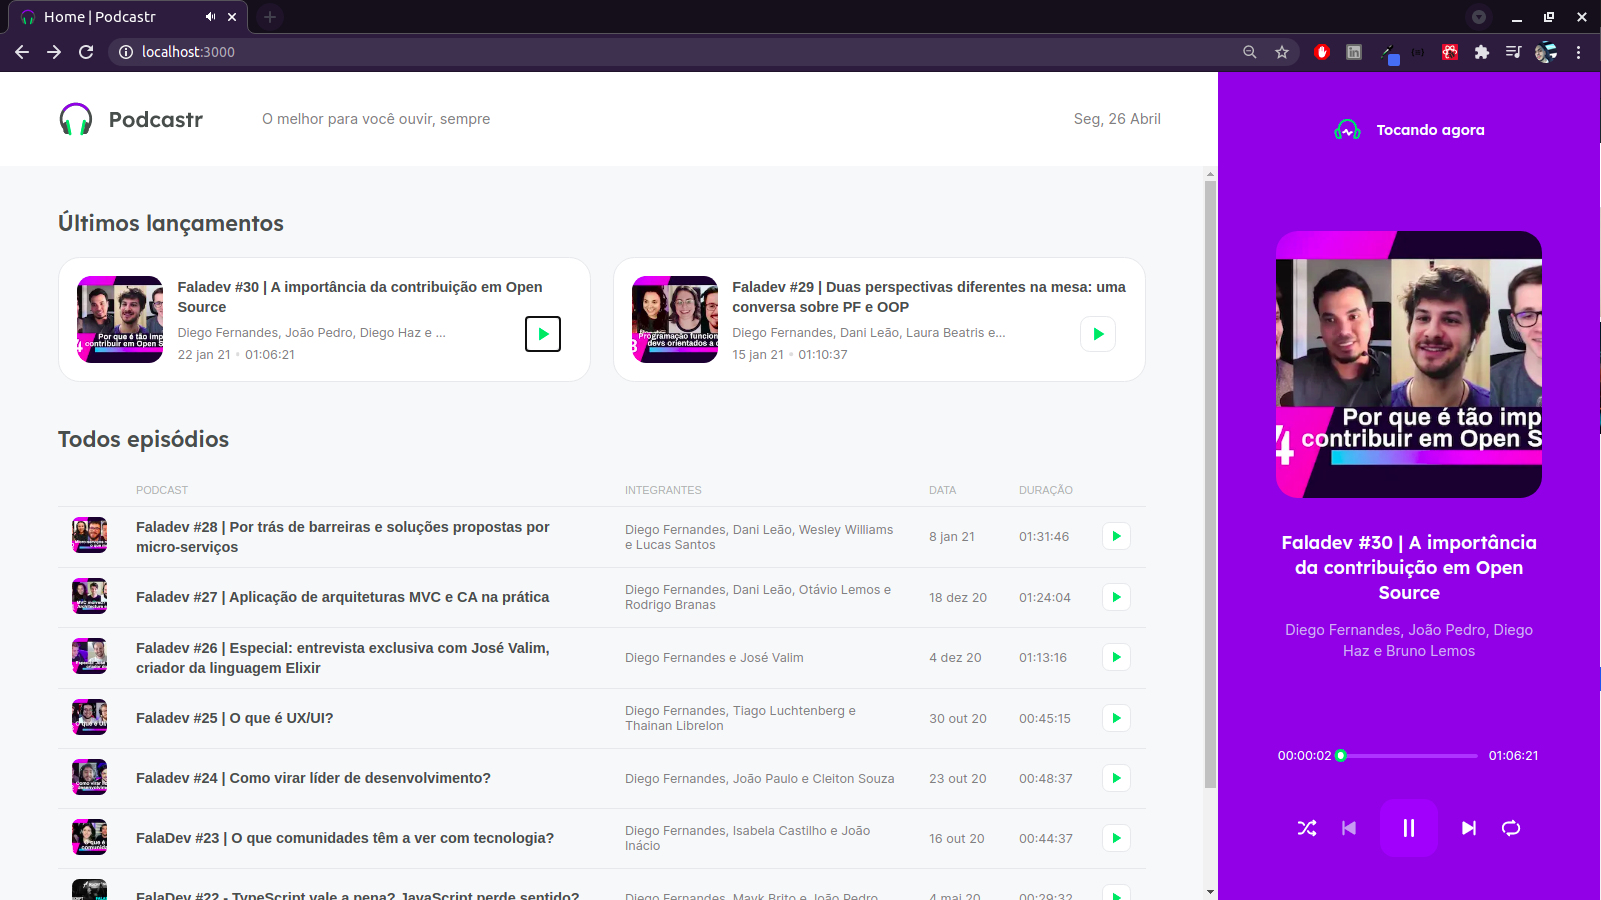 Home | Podcastr
localhost:3000
Podcastr
O melhor para você ouvir, sempre
Seg, 26 Abril
Últimos lançamentos
Por que é tão imp
contribuir em Open S
Faladev #30 | A importância da contribuição em Open
Source
Diego Fernandes, João Pedro, Diego Haz e ...
22 jan 21 • 01:06:21
Programação funcion
devs orientados a o
Faladev #29 | Duas perspectivas diferentes na mesa: uma
conversa sobre PF e OOP
Diego Fernandes, Dani Leão, Laura Beatris e...
15 jan 21 • 01:10:37
Todos episódios
PODCAST INTEGRANTES DATA DURAÇÃO
Faladev #28 | Por trás de barreiras e soluções propostas por
micro-serviços
Diego Fernandes, Dani Leão, Wesley Williams
e Lucas Santos
8 jan 21
01:31:46
Faladev #27 | Aplicação de arquiteturas MVC e CA na prática
Diego Fernandes, Dani Leão, Otávio Lemos e
Rodrigo Branas
18 dez 20
01:24:04
Faladev #26 | Especial: entrevista exclusiva com José Valim,
criador da linguagem Elixir
Diego Fernandes e José Valim
4 dez 20
01:13:16
Faladev #25 | O que é UX/UI?
Diego Fernandes, Tiago Luchtenberg e
Thainan Librelon
30 out 20
00:45:15
Faladev #24 | Como virar líder de desenvolvimento?
Diego Fernandes, João Paulo e Cleiton Souza
23 out 20
00:48:37
FalaDev #23 | O que comunidades têm a ver com tecnologia?
Diego Fernandes, Isabela Castilho e João
Inácio
16 out 20
00:44:37
FalaDev #22 - TypeScript vale a pena? JavaScript perde sentido?
Diego Fernandes, Mayk Brito e João Pedro
4 mai 20
00:29:32
Tocando agora
Por que é tão imp
4 contribuir em Open S
Faladev #30 | A importância
da contribuição em Open
Source
Diego Fernandes, João Pedro, Diego
Haz e Bruno Lemos
00:00:02
01:06:21